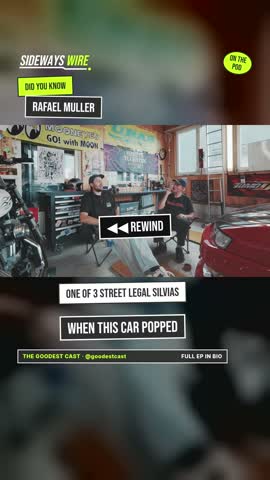 SIDEWAYS WIRE.
ON THE
POD
DID YOU KNOW
RAFAEL MULLER
MOONEYES
GO! with MOON
REWIND
ONE OF 3 STREET LEGAL SILVIAS
WHEN THIS CAR POPPED
THE GOODEST CAST · @goodestcast
FULL EP IN BIO